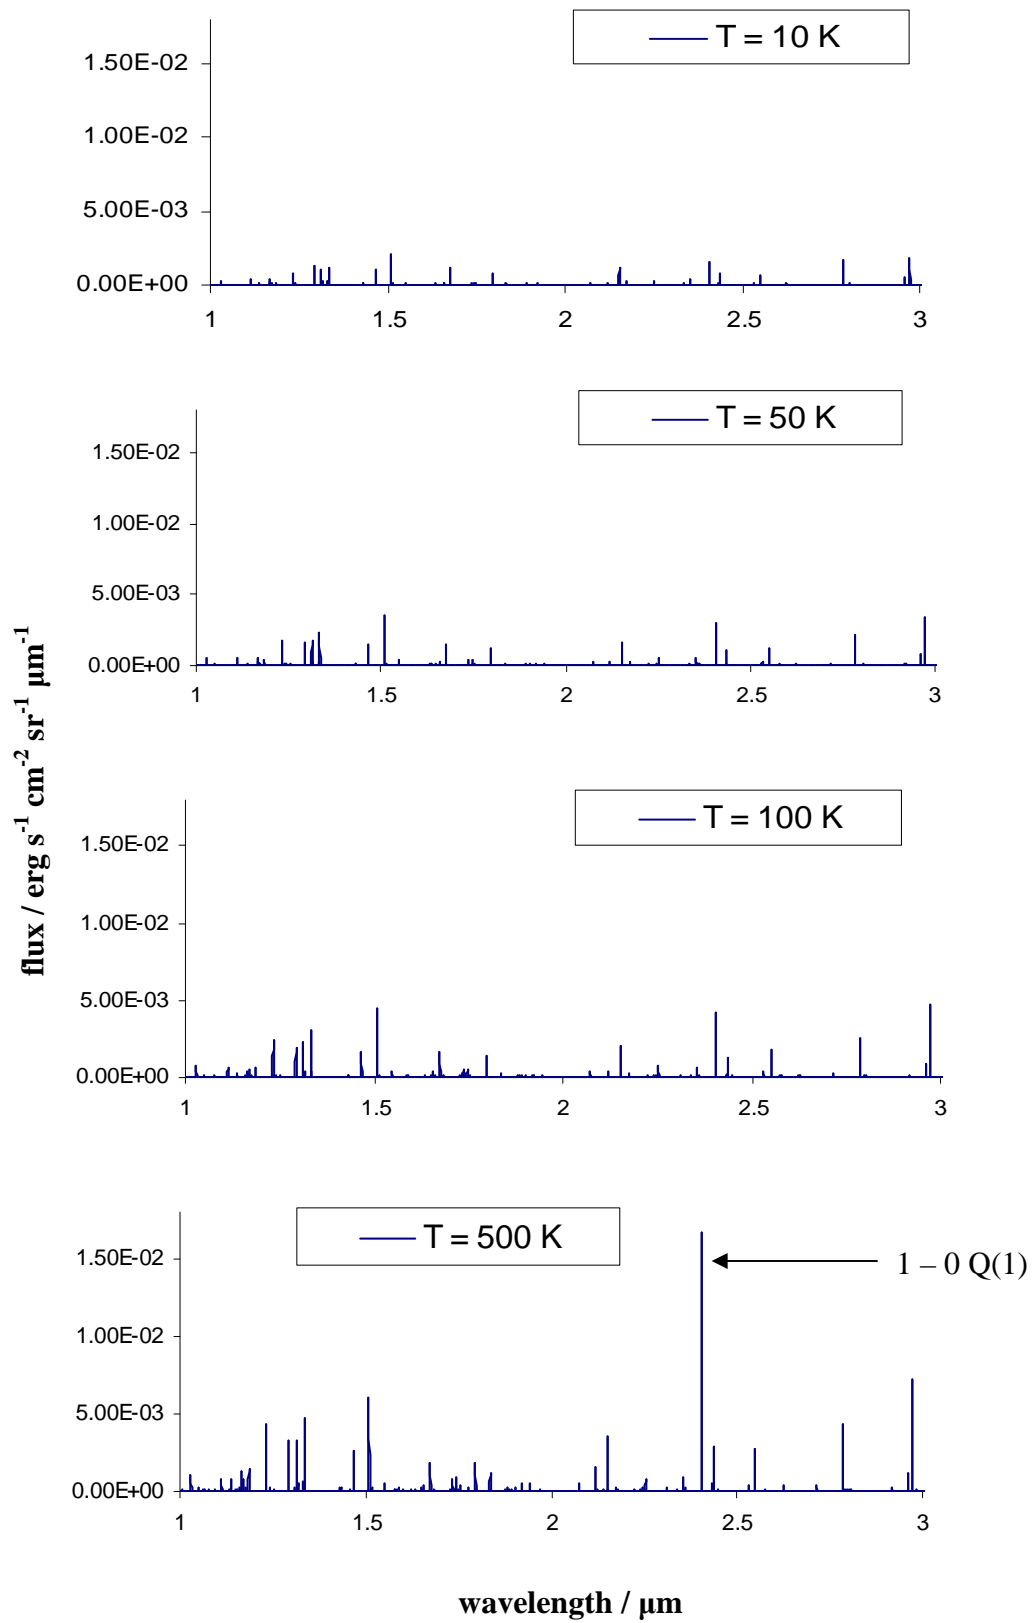 T = 10 K
1.50E-02
1.00E-02
5.00E-03
0.00E+00
1 1.5 2 2.5 3
T = 50 K
1.50E-02
1.00E-02
5.00E-03
0.00E+00
1 1.5 2 2.5 3
flux / erg s⁻¹ cm⁻² sr⁻¹ µm⁻¹
T = 100 K
1.50E-02
1.00E-02
5.00E-03
0.00E+00
1 1.5 2 2.5 3
T = 500 K
1.50E-02
1 – 0 Q(1)
1.00E-02
5.00E-03
0.00E+00
1 1.5 2 2.5 3
wavelength / µm